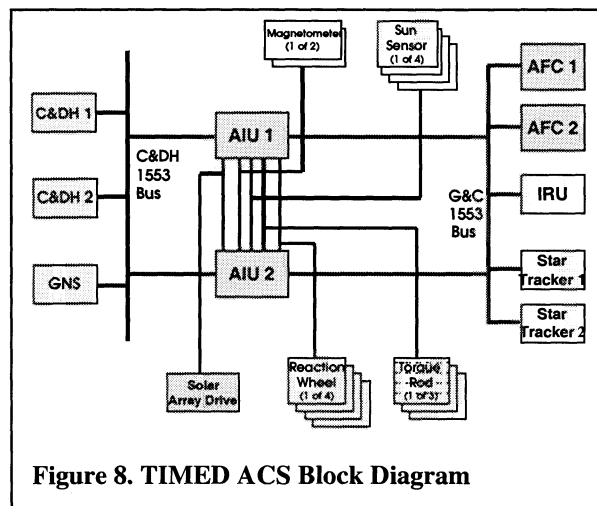 Magnetometer
(1 of 2)
Sun
Sensor
(1 of 4)
AFC 1
C&DH 1
AIU 1
AFC 2
C&DH
1553
Bus
C&DH 2
G&C
1553
Bus
IRU
GNS
AIU 2
Star
Tracker 1
Star
Tracker 2
Solar
Array Drive
Reaction
Wheel
(1 of 4)
Torque
Rod
(1 of 3)
Figure 8. TIMED ACS Block Diagram